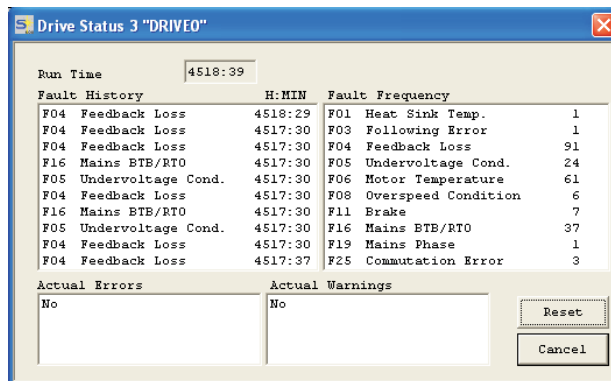 S Drive Status 3 "DRIVE0"
Run Time 4518:39
Fault History H:MIN
F04 Feedback Loss 4518:29
F04 Feedback Loss 4517:30
F04 Feedback Loss 4517:30
F16 Mains BTB/RTO 4517:30
F05 Undervoltage Cond. 4517:30
F04 Feedback Loss 4517:30
F16 Mains BTB/RTO 4517:30
F05 Undervoltage Cond. 4517:30
F04 Feedback Loss 4517:30
F04 Feedback Loss 4517:37
Fault Frequency
F01 Heat Sink Temp. 1
F03 Following Error 1
F04 Feedback Loss 91
F05 Undervoltage Cond. 24
F06 Motor Temperature 61
F08 Overspeed Condition 6
F11 Brake 7
F16 Mains BTB/RTO 37
F19 Mains Phase 1
F25 Commutation Error 3
Actual Errors
No
Actual Warnings
No
Reset
Cancel